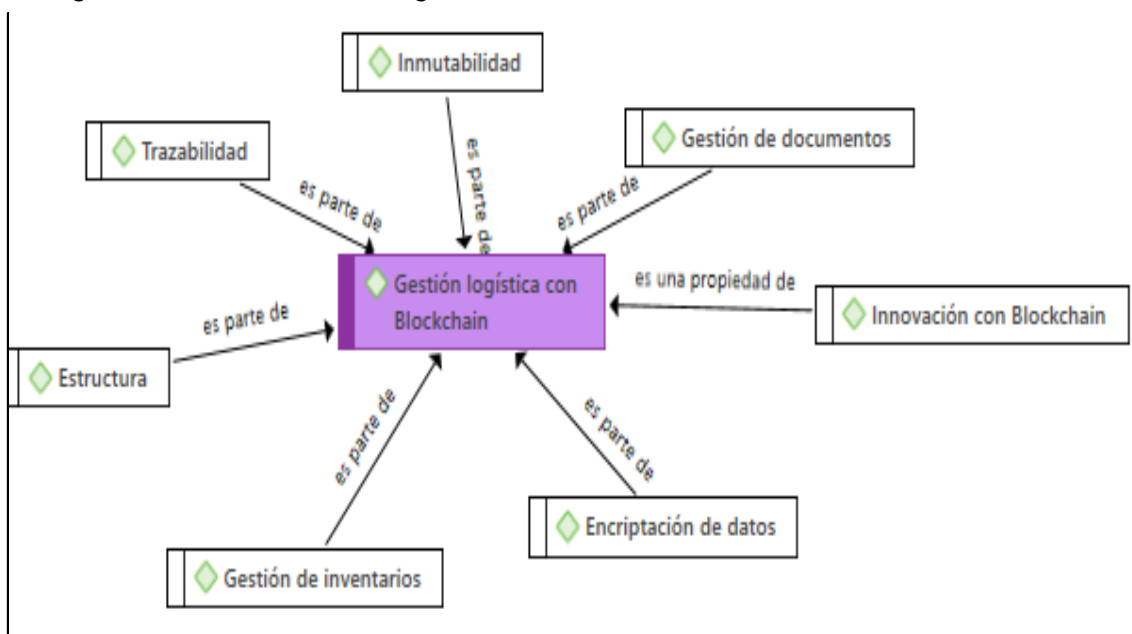 Inmutabilidad
Gestión de documentos
Trazabilidad
es parte de
es parte de
es parte de
Gestión logística con
Blockchain
es una propiedad de
Innovación con Blockchain
es parte de
Estructura
es parte de
es parte de
Encriptación de datos
Gestión de inventarios